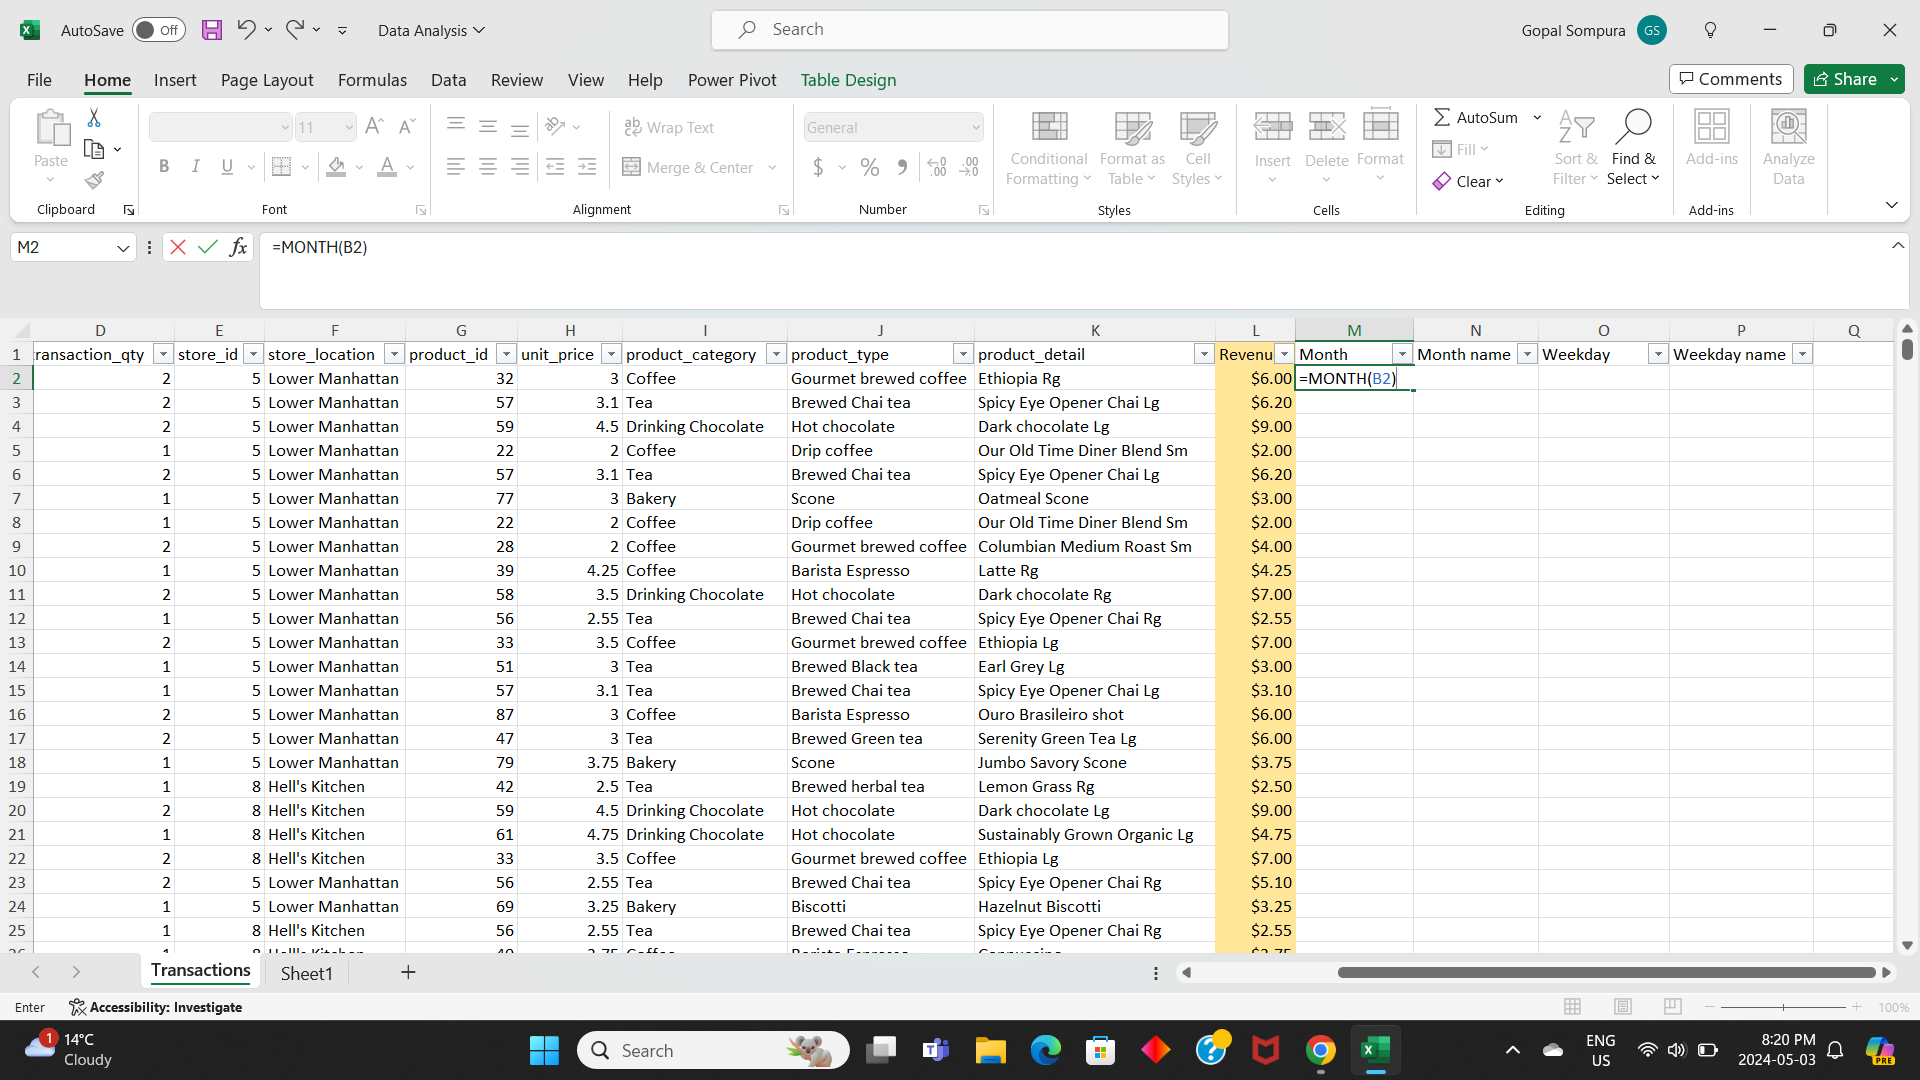 AutoSave Off Data Analysis Search Gopal Sompura GS
File Home Insert Page Layout Formulas Data Review View Help Power Pivot Table Design Comments Share
Paste 11 Wrap Text General Conditional Formatting Format as Table Cell Styles Insert Delete Format AutoSum Fill Clear Sort & Filter Find & Select Add-ins Analyze Data
B I U Merge & Center $ % 9
Clipboard Font Alignment Number Styles Cells Editing Add-ins
M2 fx =MONTH(B2)
D E F G H I J K L M N O P Q
1 ransaction_qty store_id store_location product_id unit_price product_category product_type product_detail Revenu Month Month name Weekday Weekday name
2 2 5 Lower Manhattan 32 3 Coffee Gourmet brewed coffee Ethiopia Rg $6.00 =MONTH(B2)
3 2 5 Lower Manhattan 57 3.1 Tea Brewed Chai tea Spicy Eye Opener Chai Lg $6.20
4 2 5 Lower Manhattan 59 4.5 Drinking Chocolate Hot chocolate Dark chocolate Lg $9.00
5 1 5 Lower Manhattan 22 2 Coffee Drip coffee Our Old Time Diner Blend Sm $2.00
6 2 5 Lower Manhattan 57 3.1 Tea Brewed Chai tea Spicy Eye Opener Chai Lg $6.20
7 1 5 Lower Manhattan 77 3 Bakery Scone Oatmeal Scone $3.00
8 1 5 Lower Manhattan 22 2 Coffee Drip coffee Our Old Time Diner Blend Sm $2.00
9 2 5 Lower Manhattan 28 2 Coffee Gourmet brewed coffee Columbian Medium Roast Sm $4.00
10 1 5 Lower Manhattan 39 4.25 Coffee Barista Espresso Latte Rg $4.25
11 2 5 Lower Manhattan 58 3.5 Drinking Chocolate Hot chocolate Dark chocolate Rg $7.00
12 1 5 Lower Manhattan 56 2.55 Tea Brewed Chai tea Spicy Eye Opener Chai Rg $2.55
13 2 5 Lower Manhattan 33 3.5 Coffee Gourmet brewed coffee Ethiopia Lg $7.00
14 1 5 Lower Manhattan 51 3 Tea Brewed Black tea Earl Grey Lg $3.00
15 1 5 Lower Manhattan 57 3.1 Tea Brewed Chai tea Spicy Eye Opener Chai Lg $3.10
16 2 5 Lower Manhattan 87 3 Coffee Barista Espresso Ouro Brasileiro shot $6.00
17 2 5 Lower Manhattan 47 3 Tea Brewed Green tea Serenity Green Tea Lg $6.00
18 1 5 Lower Manhattan 79 3.75 Bakery Scone Jumbo Savory Scone $3.75
19 1 8 Hell's Kitchen 42 2.5 Tea Brewed herbal tea Lemon Grass Rg $2.50
20 2 8 Hell's Kitchen 59 4.5 Drinking Chocolate Hot chocolate Dark chocolate Lg $9.00
21 1 8 Hell's Kitchen 61 4.75 Drinking Chocolate Hot chocolate Sustainably Grown Organic Lg $4.75
22 2 8 Hell's Kitchen 33 3.5 Coffee Gourmet brewed coffee Ethiopia Lg $7.00
23 2 5 Lower Manhattan 56 2.55 Tea Brewed Chai tea Spicy Eye Opener Chai Rg $5.10
24 1 5 Lower Manhattan 69 3.25 Bakery Biscotti Hazelnut Biscotti $3.25
25 1 8 Hell's Kitchen 56 2.55 Tea Brewed Chai tea Spicy Eye Opener Chai Rg $2.55
Transactions Sheet1
Enter Accessibility: Investigate 100%
1 14°C Cloudy Search ENG US 8:20 PM 2024-05-03 PRE